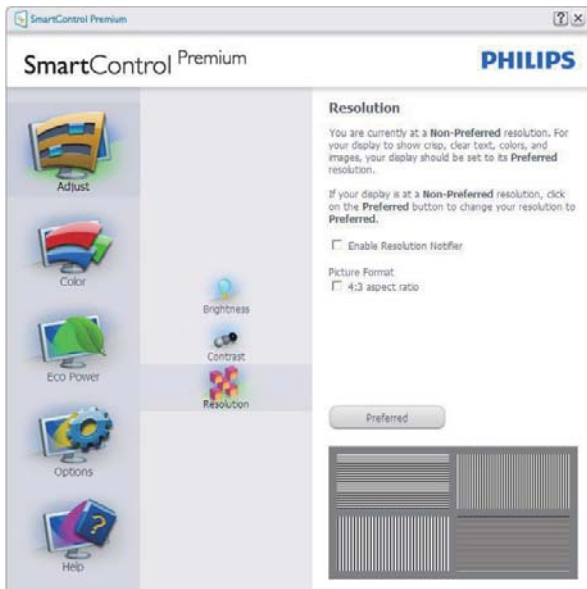 SmartControl Premium
SmartControl Premium
PHILIPS
Adjust
Color
Eco Power
Options
Help
Brightness
Contrast
Resolution
Resolution
You are currently at a Non-Preferred resolution. For
your display to show crisp, clear text, colors, and
images, your display should be set to its Preferred
resolution.
If your display is at a Non-Preferred resolution, click
on the Preferred button to change your resolution to
Preferred.
Enable Resolution Notifier
Picture Format
4:3 aspect ratio
Preferred